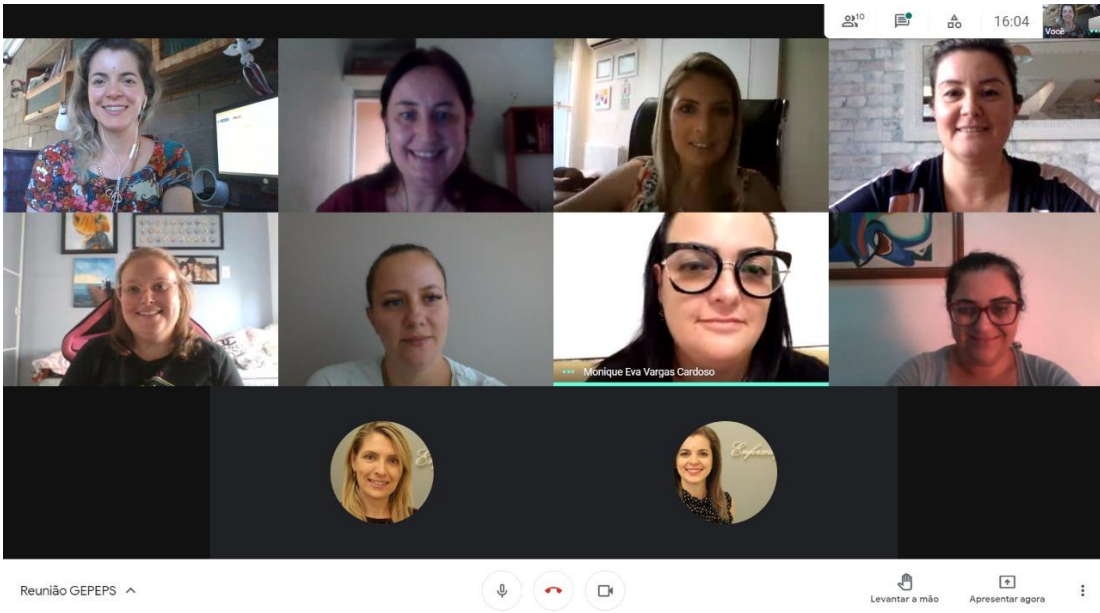 10
16:04
Você
Monique Eva Vargas Cardoso
Reunião GEPEPS
Levantar a mão
Apresentar agora